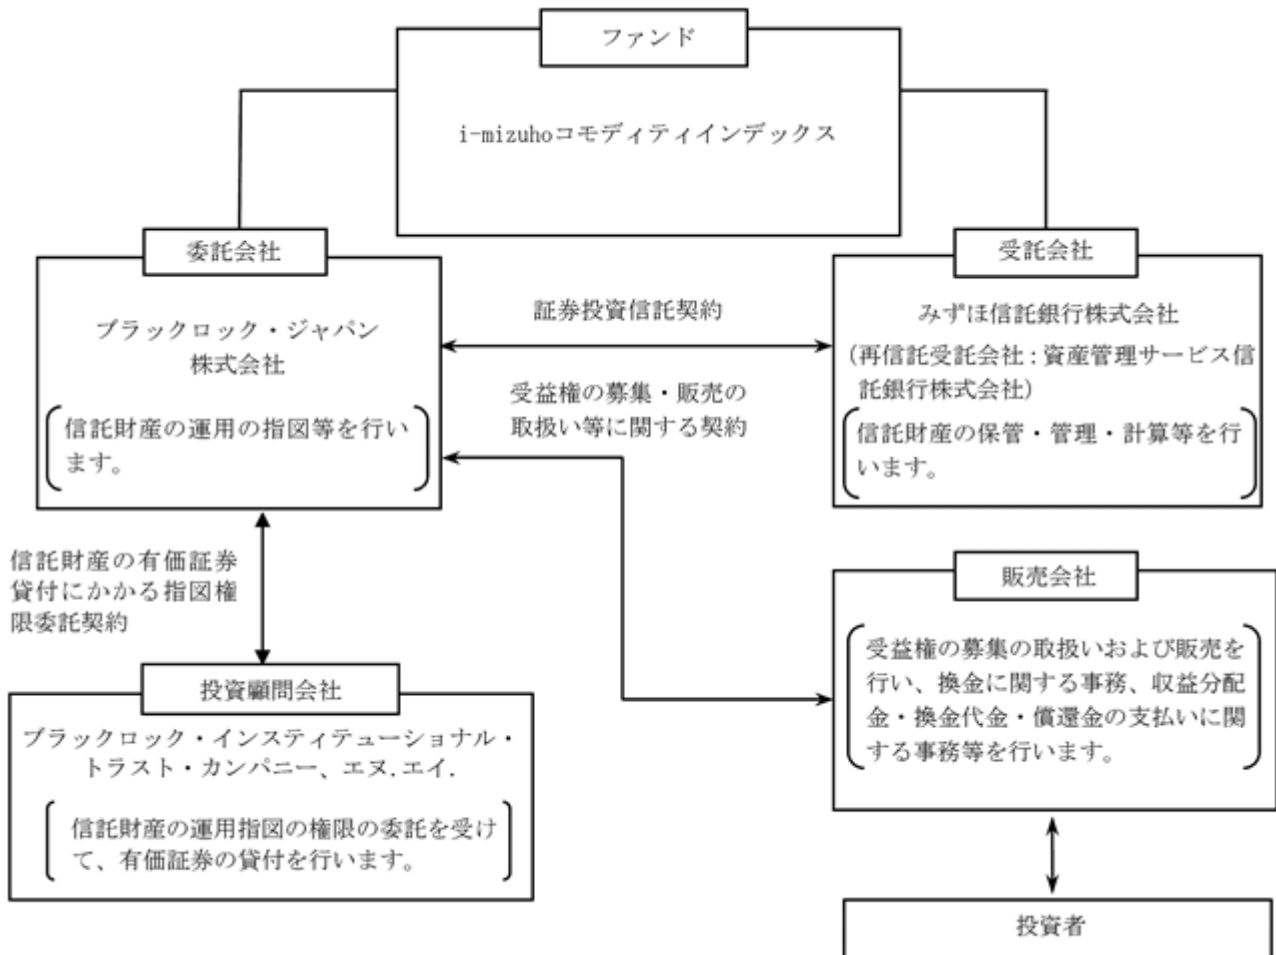 ファンド
i-mizuhoコモディティインデックス
委託会社
ブラックロック・ジャパン
株式会社
信託財産の運用の指図等を行い
ます。
証券投資信託契約
受益権の募集・販売の
取扱い等に関する契約
受託会社
みずほ信託銀行株式会社
(再信託受託会社:資産管理サービス信
託銀行株式会社)
信託財産の保管・管理・計算等を行
います。
信託財産の有価証券
貸付にかかる指図権
限委託契約
投資顧問会社
ブラックロック・インスティテューショナル・
トラスト・カンパニー、エヌ.エイ.
信託財産の運用指図の権限の委託を受け
て、有価証券の貸付を行います。
販売会社
受益権の募集の取扱いおよび販売を
行い、換金に関する事務、収益分配
金・換金代金・償還金の支払いに関
する事務等を行います。
投資者